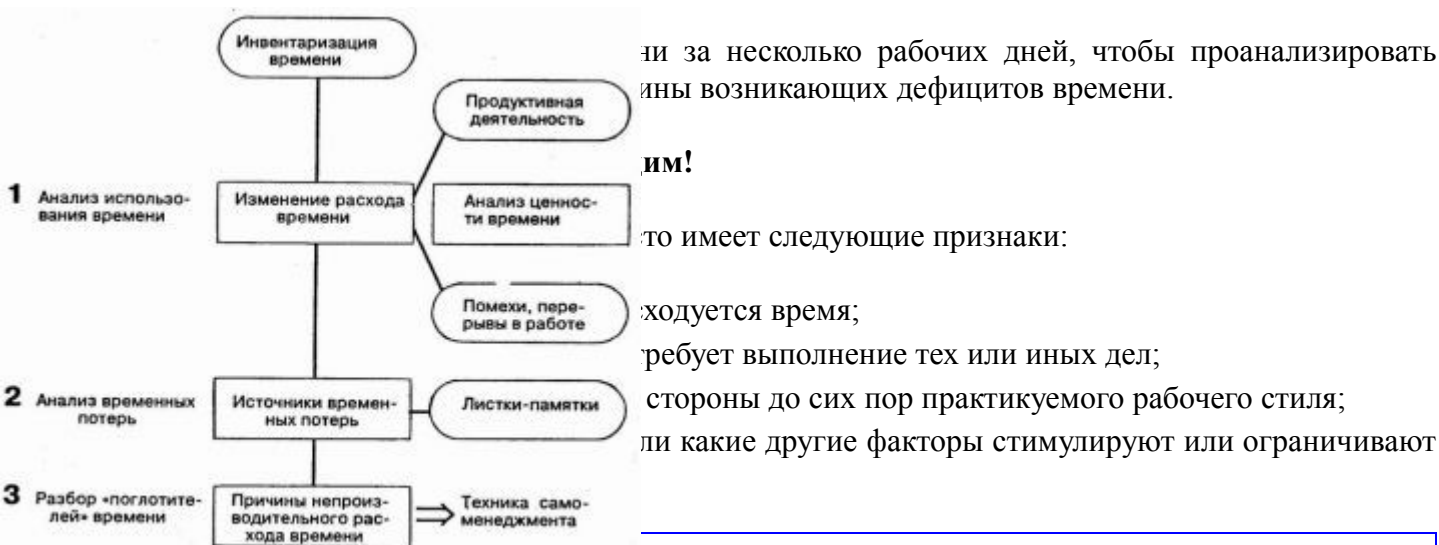 Инвентаризация
времени
ни за несколько рабочих дней, чтобы проанализировать
ины возникающих дефицитов времени.
Продуктивная
деятельность
им!
1 Анализ использо-
вания времени
Изменение расхода
времени
Анализ ценнос-
ти времени
сто имеет следующие признаки:
Помехи, пере-
рывы в работе
сходуется время;
требует выполнение тех или иных дел;
2 Анализ временных
потерь
Источники времен-
ных потерь
Листки-памятки
стороны до сих пор практикуемого рабочего стиля;
ли какие другие факторы стимулируют или ограничивают
3 Разбор «поглотите-
лей» времени
Причины непроиз-
водительного рас-
хода времени
Техника само-
менеджмента